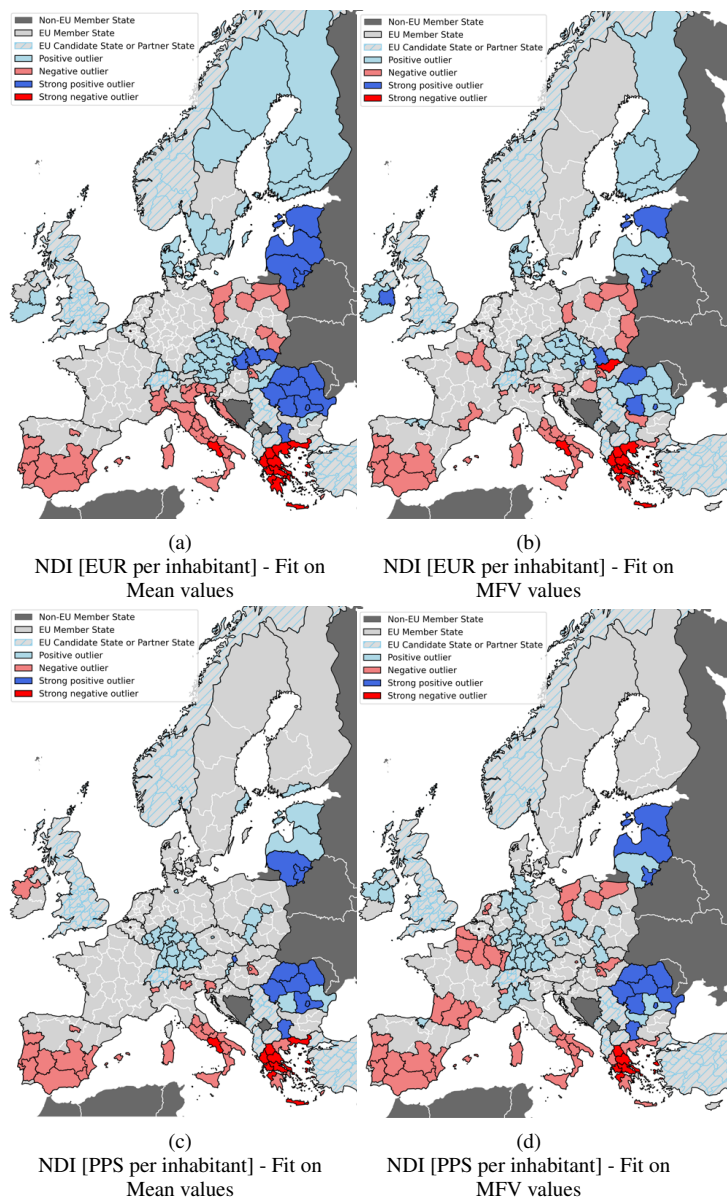 Non-EU Member State
EU Member State
EU Candidate State or Partner State
Positive outlier
Negative outlier
Strong positive outlier
Strong negative outlier
Non-EU Member State
EU Member State
EU Candidate State or Partner State
Positive outlier
Negative outlier
Strong positive outlier
Strong negative outlier
(a)
NDI [EUR per inhabitant] - Fit on
Mean values
(b)
NDI [EUR per inhabitant] - Fit on
MFV values
Non-EU Member State
EU Member State
EU Candidate State or Partner State
Positive outlier
Negative outlier
Strong positive outlier
Strong negative outlier
Non-EU Member State
EU Member State
EU Candidate State or Partner State
Positive outlier
Negative outlier
Strong positive outlier
Strong negative outlier
(c)
NDI [PPS per inhabitant] - Fit on
Mean values
(d)
NDI [PPS per inhabitant] - Fit on
MFV values